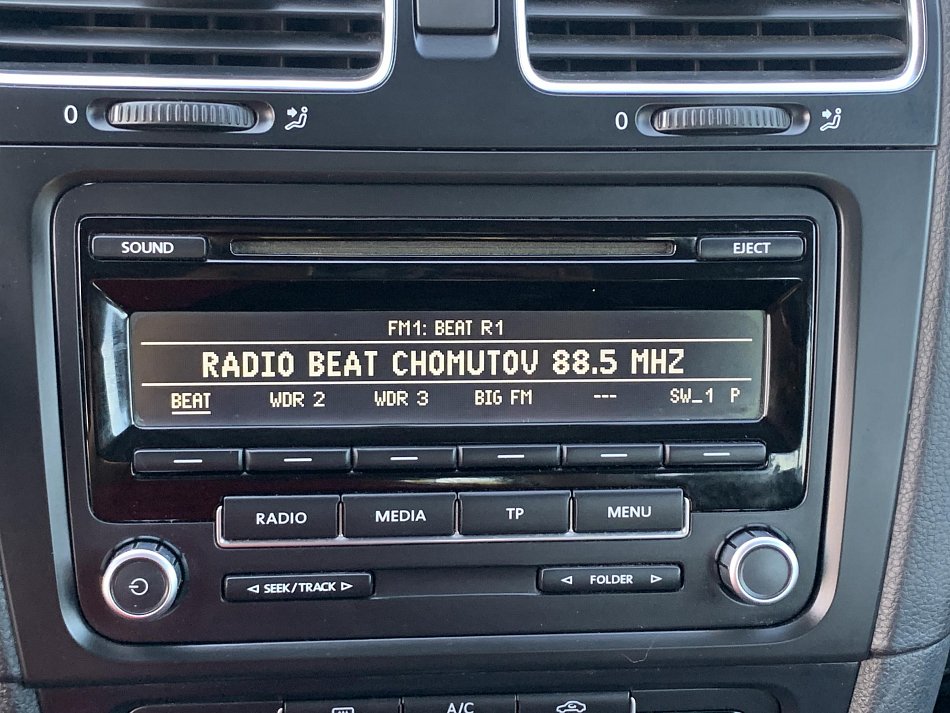 0 0
SOUND EJECT
FM1: BEAT R1
RADIO BEAT CHOMUTOV 88.5 MHZ
BEAT WDR 2 WDR 3 BIG FM --- SW_1 P
RADIO MEDIA TP MENU
SEEK/TRACK FOLDER
A/C